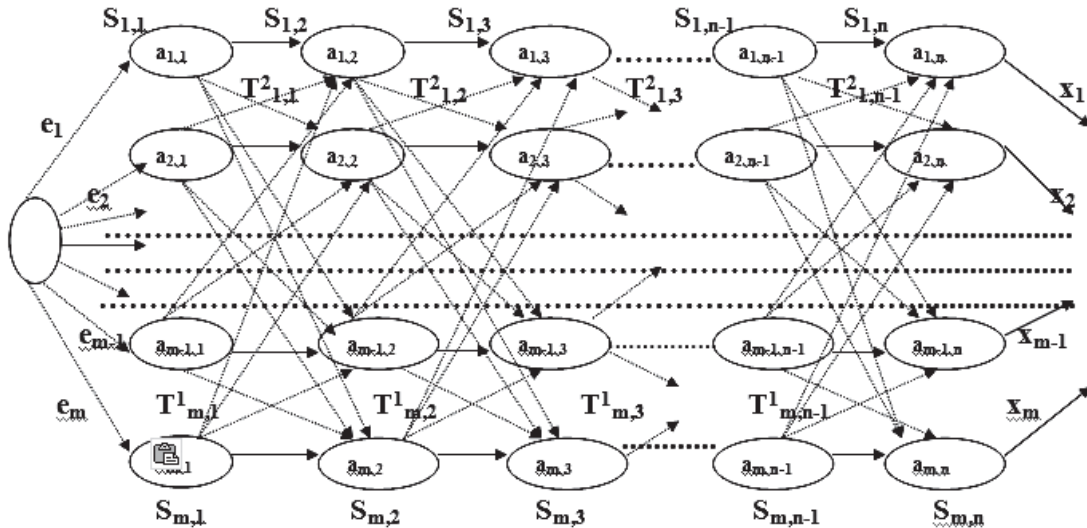 S1,1 S1,2 S1,3 S1,n-1 S1,n
a1,1 a1,2 a1,3 a1,n-1 a1,n
T²1,1 T²1,2 T²1,3 T²1,n-1 x1
e1
a2,1 a2,2 a2,3 a2,n-1 a2,n
e2 x2
em-1 am-1,1 am-1,2 am-1,3 am-1,n-1 am-1,n xm-1
em T¹m,1 T¹m,2 T¹m,3 T¹m,n-1 xm
,1 am,2 am,3 am,n-1 am,n
Sm,1 Sm,2 Sm,3 Sm,n-1 Sm,n